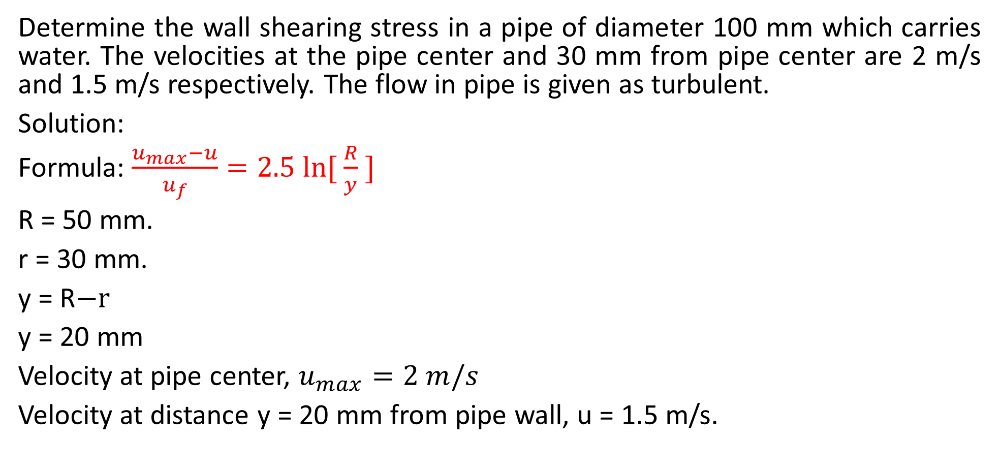 Determine the wall shearing stress in a pipe of diameter 100 mm which carries
water. The velocities at the pipe center and 30 mm from pipe center are 2 m/s
and 1.5 m/s respectively. The flow in pipe is given as turbulent.
Solution:
Formula: \frac{u_{max}-u}{u_f} = 2.5 ln[\frac{R}{y}]
R = 50 mm.
r = 30 mm.
y = R−r
y = 20 mm
Velocity at pipe center, u_{max} = 2 m/s
Velocity at distance y = 20 mm from pipe wall, u = 1.5 m/s.